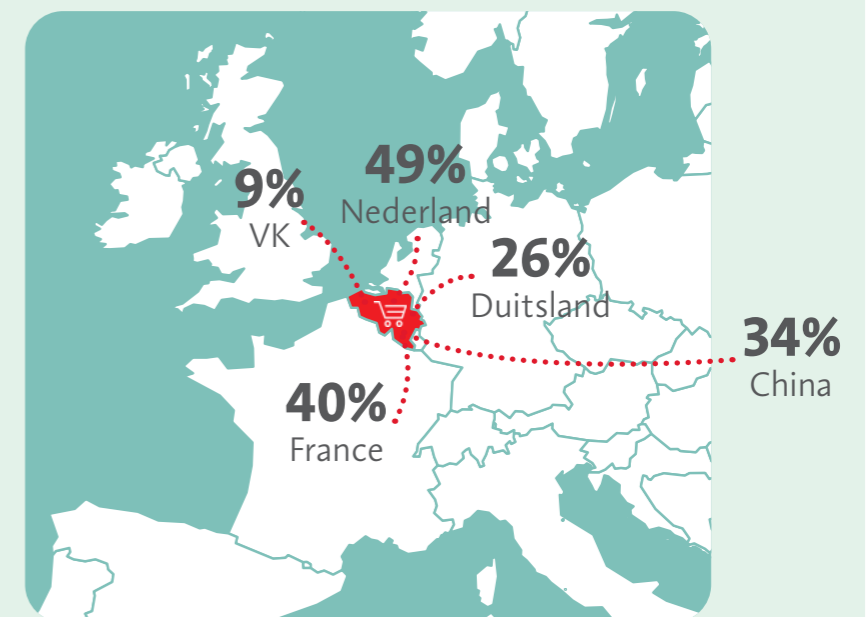 49%
Nederland
9%
VK
26%
Duitsland
34%
China
40%
France